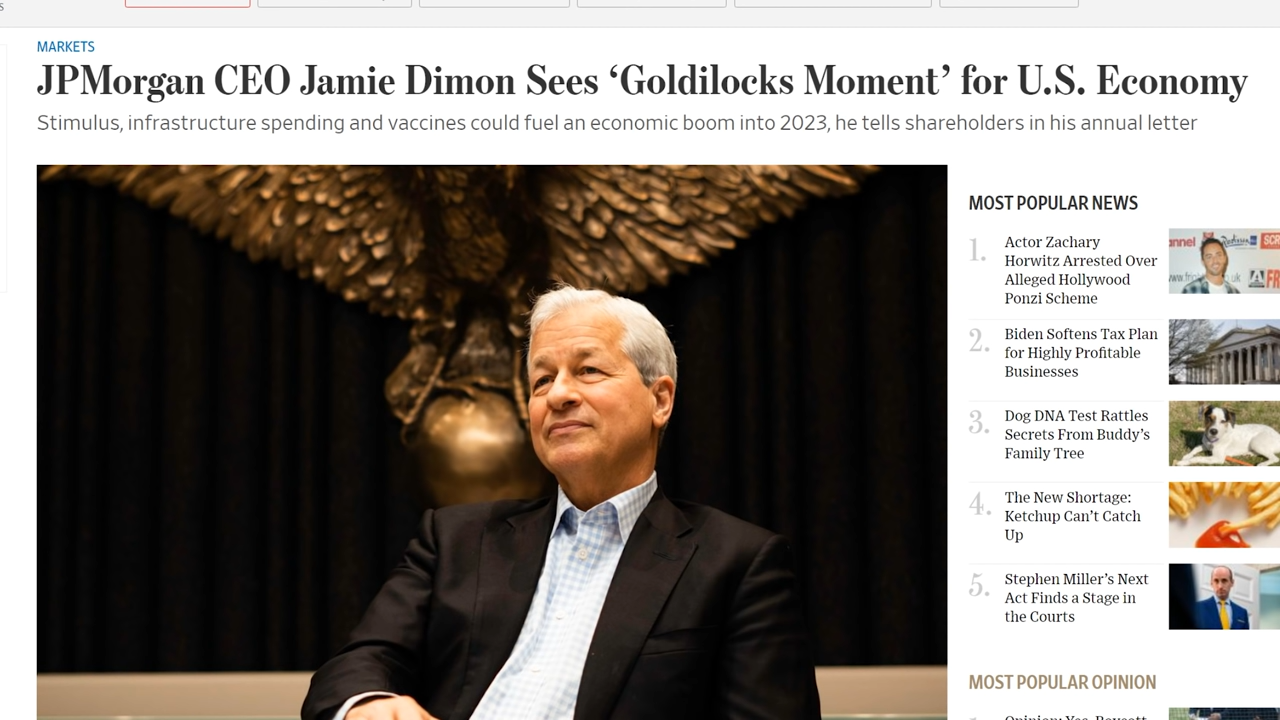 MARKETS
JPMorgan CEO Jamie Dimon Sees ‘Goldilocks Moment’ for U.S. Economy
Stimulus, infrastructure spending and vaccines could fuel an economic boom into 2023, he tells shareholders in his annual letter
MOST POPULAR NEWS
1.
Actor Zachary
Horwitz Arrested Over
Alleged Hollywood
Ponzi Scheme
2.
Biden Softens Tax Plan
for Highly Profitable
Businesses
3.
Dog DNA Test Rattles
Secrets From Buddy’s
Family Tree
4.
The New Shortage:
Ketchup Can’t Catch
Up
5.
Stephen Miller’s Next
Act Finds a Stage in
the Courts
MOST POPULAR OPINION